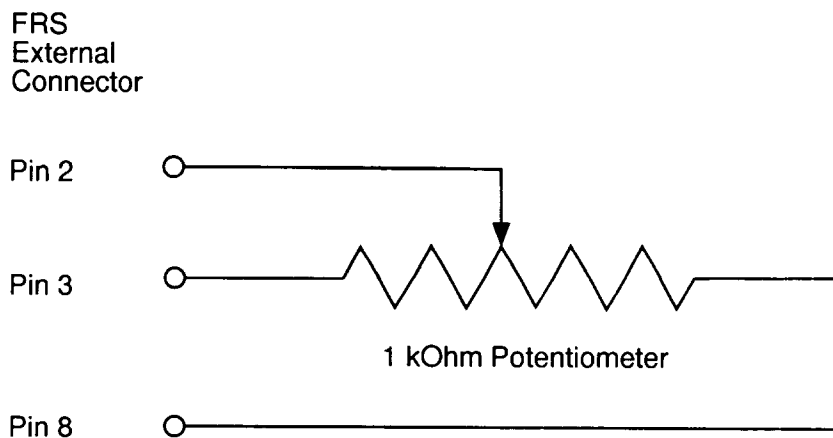 FRS
External
Connector
Pin 2
Pin 3
1 kOhm Potentiometer
Pin 8